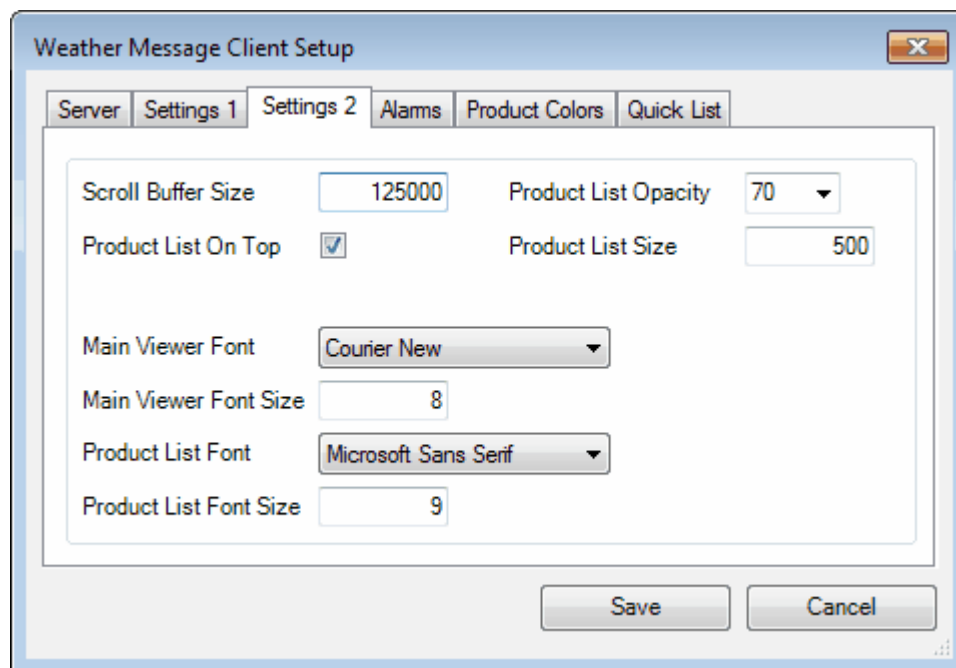 Weather Message Client Setup
Server Settings 1 Settings 2 Alarms Product Colors Quick List
Scroll Buffer Size 125000 Product List Opacity 70
Product List On Top Product List Size 500
Main Viewer Font Courier New
Main Viewer Font Size 8
Product List Font Microsoft Sans Serif
Product List Font Size 9
Save Cancel